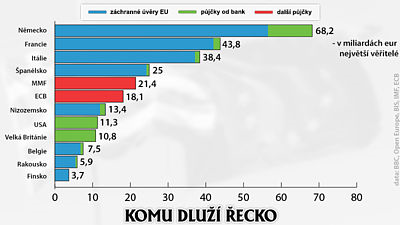 záchranné úvěry EU půjčky od bank další půjčky
Německo 68,2
Francie 43,8
- v miliardách eur
největší věřitelé
Itálie 38,4
Španělsko 25
MMF 21,4
ECB 18,1
Nizozemsko 13,4
USA 11,3
Velká Británie 10,8
Belgie 7,5
Rakousko 5,9
Finsko 3,7
0 10 20 30 40 50 60 70 80
KOMU DLUŽÍ ŘECKO
data: BBC, Open Europe, BIS, IMF, ECB